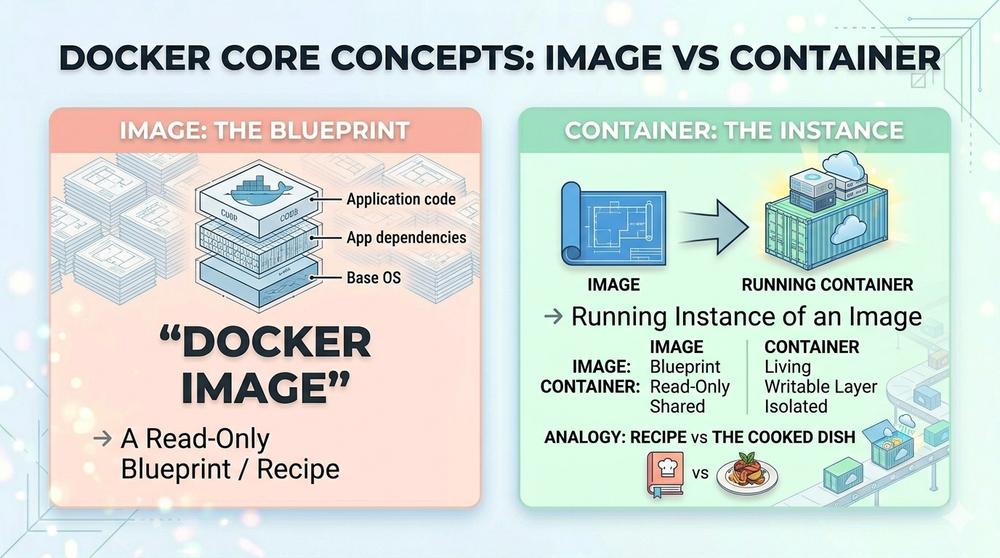 DOCKER CORE CONCEPTS: IMAGE VS CONTAINER
IMAGE: THE BLUEPRINT
Application code
App dependencies
Base OS
“DOCKER
IMAGE”
→ A Read-Only
Blueprint / Recipe
CONTAINER: THE INSTANCE
IMAGE
RUNNING CONTAINER
→ Running Instance of an Image
IMAGE CONTAINER
IMAGE: Blueprint Living
CONTAINER: Read-Only Writable Layer
Shared Isolated
ANALOGY: RECIPE vs THE COOKED DISH
vs